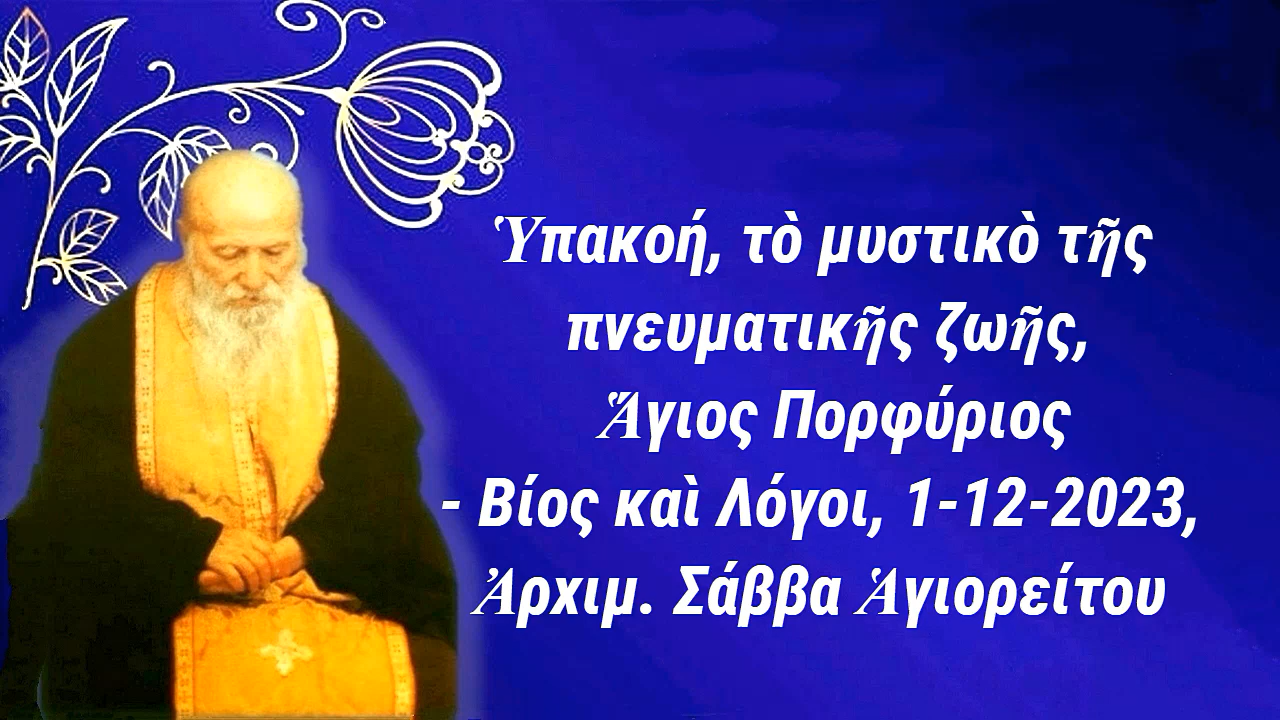 Ὑπακοή, τὸ μυστικὸ τῆς
πνευματικῆς ζωῆς,
Ἅγιος Πορφύριος
- Βίος καὶ Λόγοι, 1-12-2023,
Ἀρχιμ. Σάββα Ἁγιορείτου